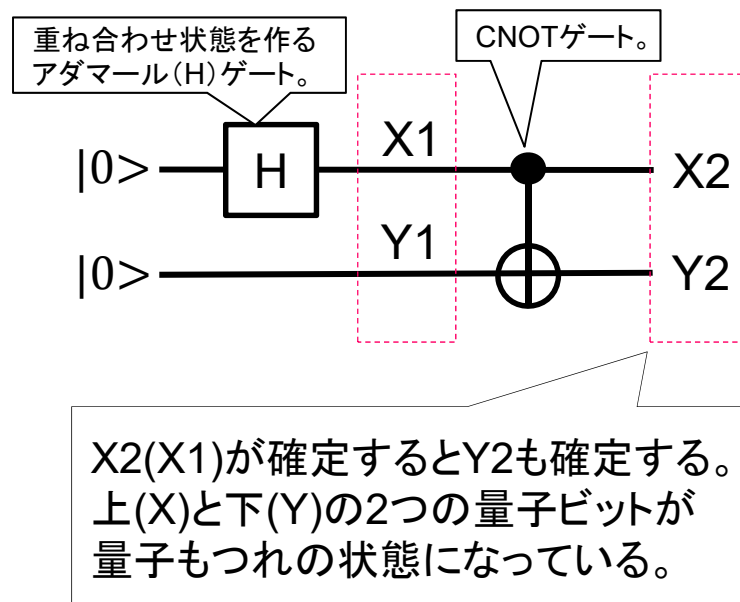 重ね合わせ状態を作る
アダマール（H）ゲート。
CNOTゲート。
|0>
H
X1
X2
|0>
Y1
Y2
X2(X1)が確定するとY2も確定する。
上(X)と下(Y)の2つの量子ビットが
量子もつれの状態になっている。